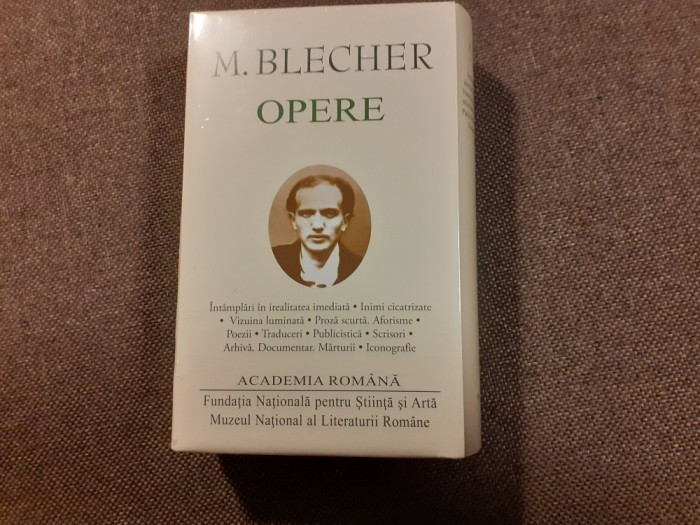 M. BLECHER
OPERE
Întâmplări în irealitatea imediată • Inimi cicatrizate
• Vizuina luminată • Proză scurtă. Aforisme •
Poezii • Traduceri • Publicistică • Scrisori •
Arhivă. Documentar. Mărturii • Iconografie
ACADEMIA ROMÂNĂ
Fundația Națională pentru Știință și Artă
Muzeul Național al Literaturii Române